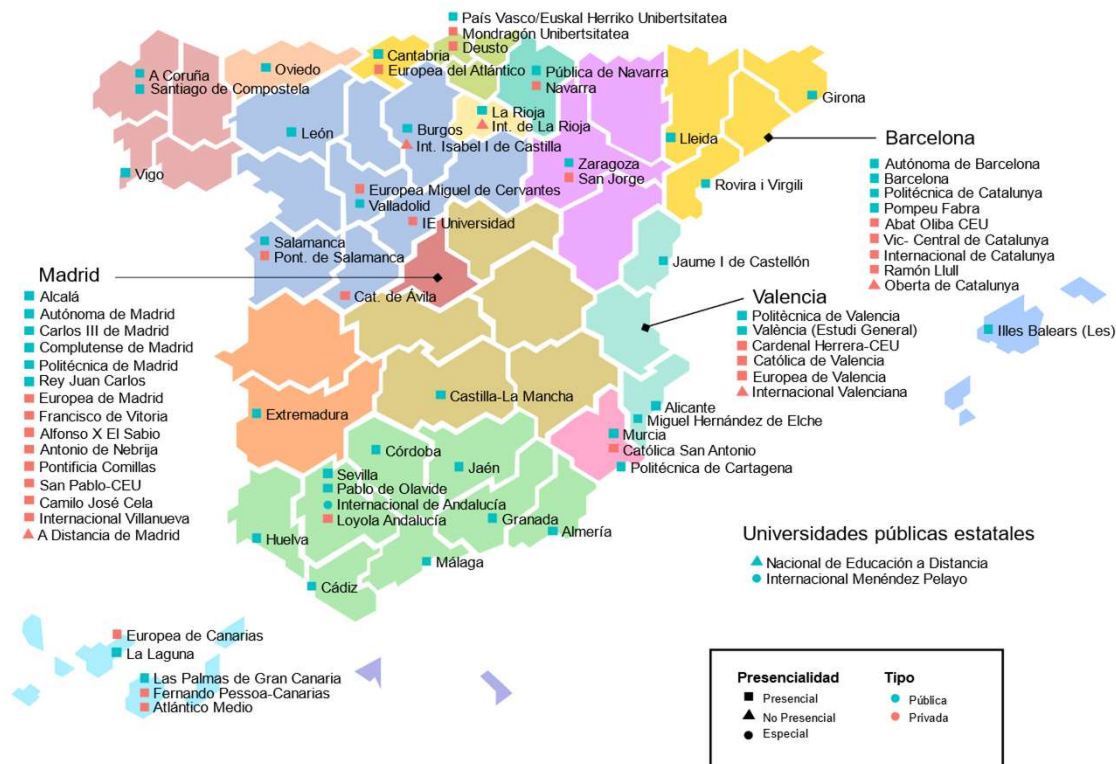 País Vasco/Euskal Herriko Unibertsitatea
Mondragón Unibertsitatea
Deusto
Cantabria
Europea del Atlántico
Oviedo
A Coruña
Santiago de Compostela
Vigo
Pública de Navarra
Navarra
La Rioja
Int. de La Rioja
León
Burgos
Int. Isabel I de Castilla
Europea Miguel de Cervantes
Valladolid
IE Universidad
Salamanca
Pont. de Salamanca
Cat. de Ávila
Zaragoza
San Jorge
Lleida
Girona
Rovira i Virgili
Barcelona
Autónoma de Barcelona
Barcelona
Politécnica de Catalunya
Pompeu Fabra
Abat Oliba CEU
Vic- Central de Catalunya
Internacional de Catalunya
Ramón Llull
Oberta de Catalunya
Madrid
Alcalá
Autónoma de Madrid
Carlos III de Madrid
Complutense de Madrid
Politécnica de Madrid
Rey Juan Carlos
Europea de Madrid
Francisco de Vitoria
Alfonso X El Sabio
Antonio de Nebrija
Pontificia Comillas
San Pablo-CEU
Camilo José Cela
Internacional Villanueva
A Distancia de Madrid
Jaume I de Castellón
Valencia
Politècnica de Valencia
València (Estudi General)
Cardenal Herrera-CEU
Católica de Valencia
Europea de Valencia
Internacional Valenciana
Illes Balears (Les)
Alicante
Miguel Hernández de Elche
Extremadura
Castilla-La Mancha
Murcia
Católica San Antonio
Politécnica de Cartagena
Córdoba
Jaén
Sevilla
Pablo de Olavide
Internacional de Andalucía
Loyola Andalucía
Granada
Almería
Huelva
Málaga
Cádiz
Universidades públicas estatales
Nacional de Educación a Distancia
Internacional Menéndez Pelayo
Europea de Canarias
La Laguna
Las Palmas de Gran Canaria
Fernando Pessoa-Canarias
Atlántico Medio
Presencialidad
Presencial
No Presencial
Especial
Tipo
Pública
Privada